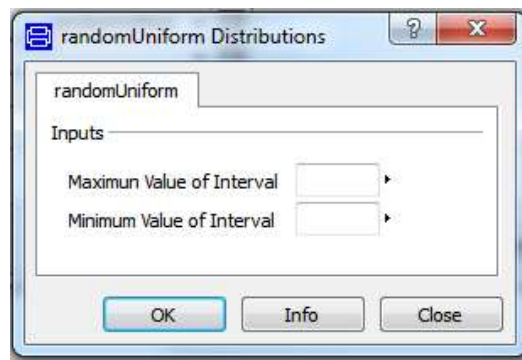 randomUniform Distributions
randomUniform
Inputs
Maximun Value of Interval
Minimum Value of Interval
OK Info Close